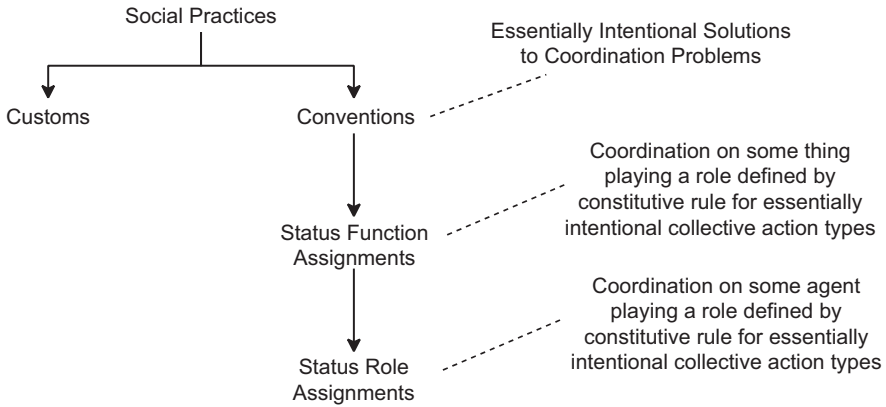 Social Practices
Essentially Intentional Solutions
to Coordination Problems
Customs
Conventions
Coordination on some thing
playing a role defined by
constitutive rule for essentially
intentional collective action types
Status Function
Assignments
Coordination on some agent
playing a role defined by
constitutive rule for essentially
intentional collective action types
Status Role
Assignments